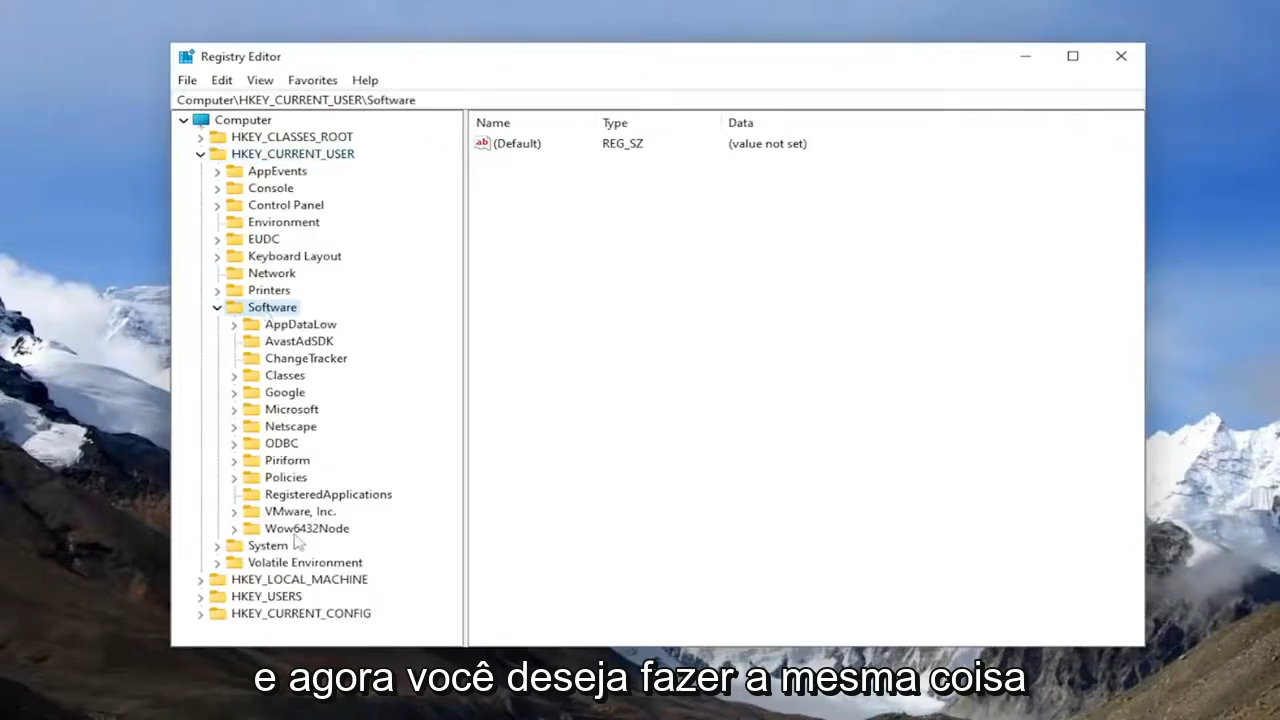 Registry Editor
File Edit View Favorites Help
Computer\HKEY_CURRENT_USER\Software
Computer
HKEY_CLASSES_ROOT
HKEY_CURRENT_USER
AppEvents
Console
Control Panel
Environment
EUDC
Keyboard Layout
Network
Printers
Software
AppDataLow
AvastAdSDK
ChangeTracker
Classes
Google
Microsoft
Netscape
ODBC
Piriform
Policies
RegisteredApplications
VMware, Inc.
Wow6432Node
System
Volatile Environment
HKEY_LOCAL_MACHINE
HKEY_USERS
HKEY_CURRENT_CONFIG
Name Type Data
ab (Default) REG_SZ (value not set)
e agora você deseja fazer a mesma coisa